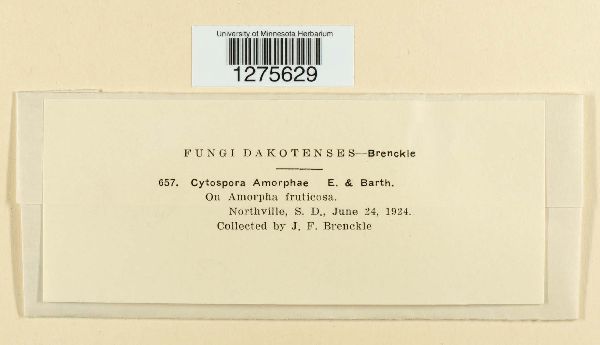 University of Minnesota Herbarium
1275629
FUNGI DAKOTENSES—Brenckle
657. Cytospora Amorphae E. & Barth.
On Amorpha fruticosa.
Northville, S. D., June 24, 1924.
Collected by J. F. Brenckle